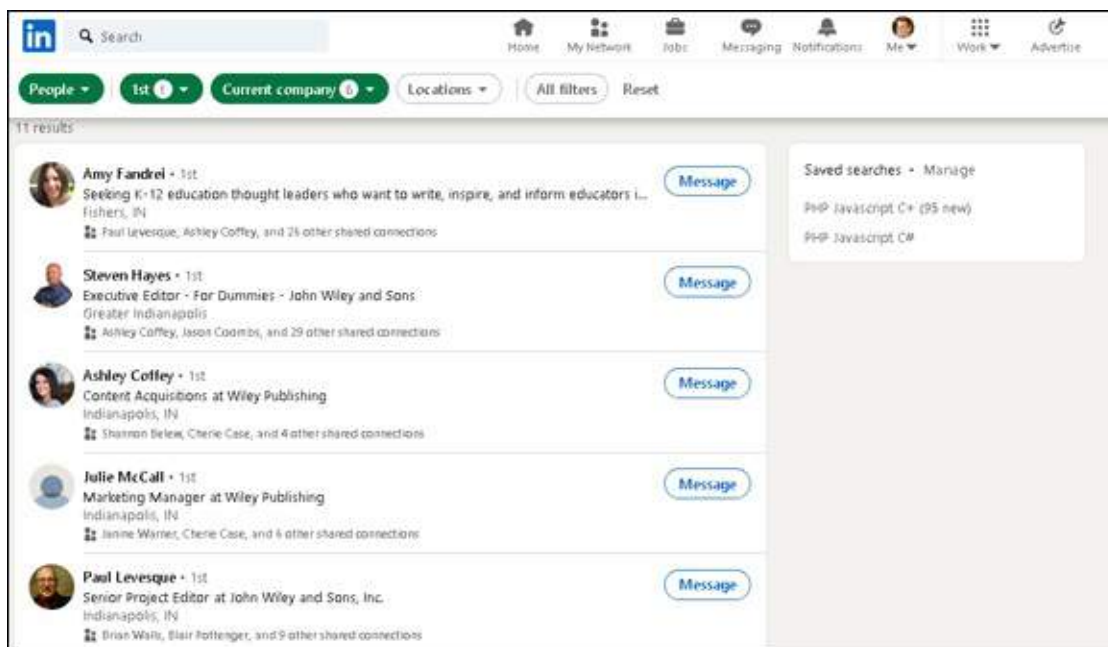 in Search Home My Network Jobs Messaging Notifications Me Work Advertise
People 1st 1 Current company 6 Locations All filters Reset
11 results
Amy Fandrei • 1st
Seeking K-12 education thought leaders who want to write, inspire, and inform educators i...
Fishers, IN
Paul Levesque, Ashley Coffey, and 26 other shared connections
Message
Saved searches • Manage
PHP Javascript C+ (95 new)
PHP Javascript C#
Steven Hayes • 1st
Executive Editor - For Dummies - John Wiley and Sons
Greater Indianapolis
Ashley Coffey, Jason Coombs, and 29 other shared connections
Message
Ashley Coffey • 1st
Content Acquisitions at Wiley Publishing
Indianapolis, IN
Shannon Belew, Cherie Case, and 4 other shared connections
Message
Julie McCall • 1st
Marketing Manager at Wiley Publishing
Indianapolis, IN
Janine Warner, Cherie Case, and 6 other shared connections
Message
Paul Levesque • 1st
Senior Project Editor at John Wiley and Sons, Inc.
Indianapolis, IN
Brian Walls, Blair Pottenger, and 9 other shared connections
Message